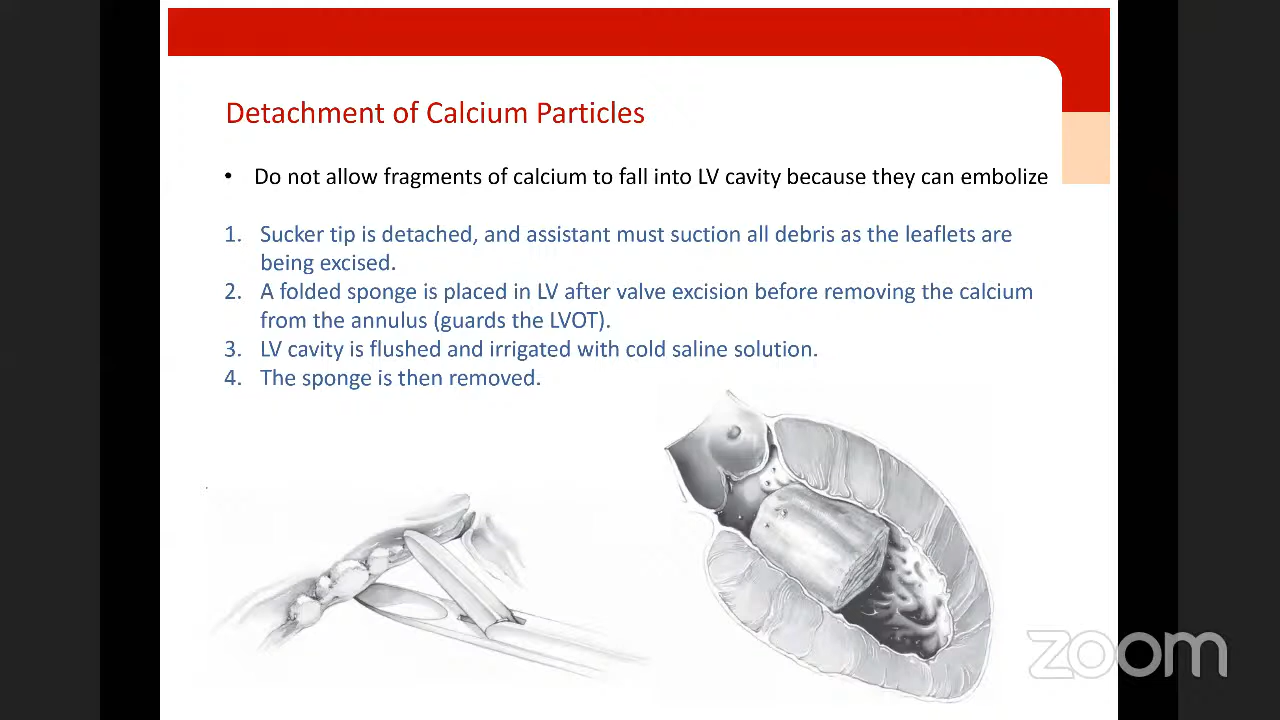 Detachment of Calcium Particles
• Do not allow fragments of calcium to fall into LV cavity because they can embolize
1. Sucker tip is detached, and assistant must suction all debris as the leaflets are
being excised.
2. A folded sponge is placed in LV after valve excision before removing the calcium
from the annulus (guards the LVOT).
3. LV cavity is flushed and irrigated with cold saline solution.
4. The sponge is then removed.
zoom